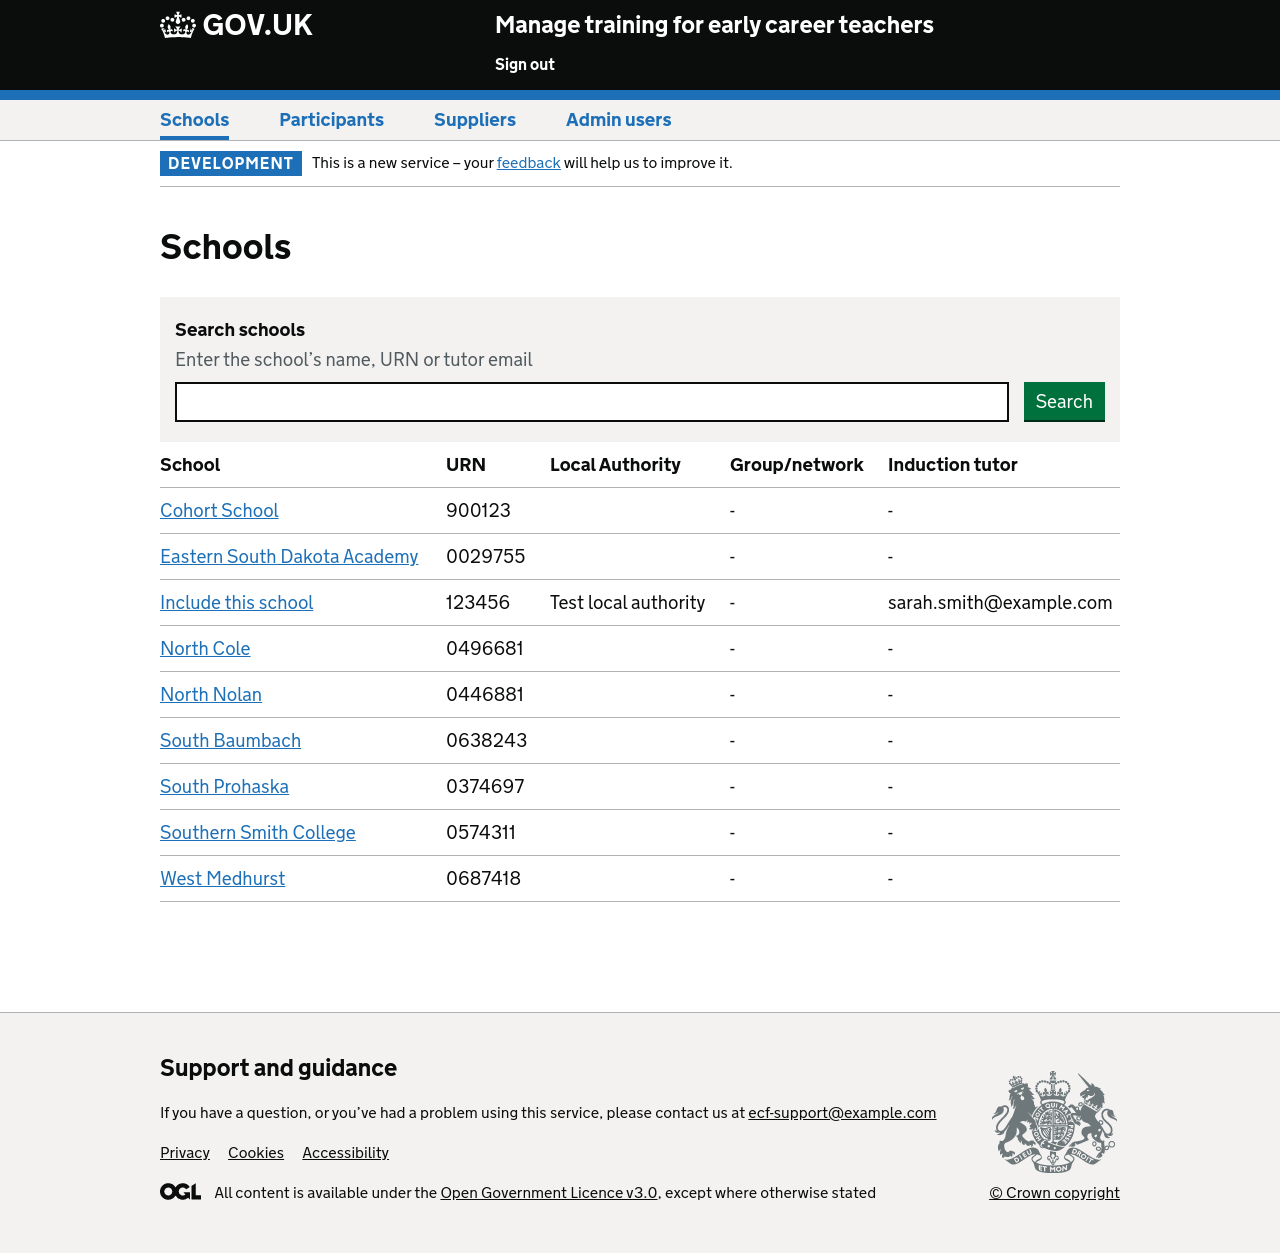 GOV.UK
Manage training for early career teachers
Sign out
Schools Participants Suppliers Admin users
DEVELOPMENT This is a new service – your feedback will help us to improve it.
Schools
Search schools
Enter the school’s name, URN or tutor email
Search
School URN Local Authority Group/network Induction tutor
Cohort School 900123 - -
Eastern South Dakota Academy 0029755 - -
Include this school 123456 Test local authority - sarah.smith@example.com
North Cole 0496681 - -
North Nolan 0446881 - -
South Baumbach 0638243 - -
South Prohaska 0374697 - -
Southern Smith College 0574311 - -
West Medhurst 0687418 - -
Support and guidance
If you have a question, or you’ve had a problem using this service, please contact us at ecf-support@example.com
Privacy Cookies Accessibility
OGL All content is available under the Open Government Licence v3.0, except where otherwise stated
DIEU ET MON DROIT
© Crown copyright